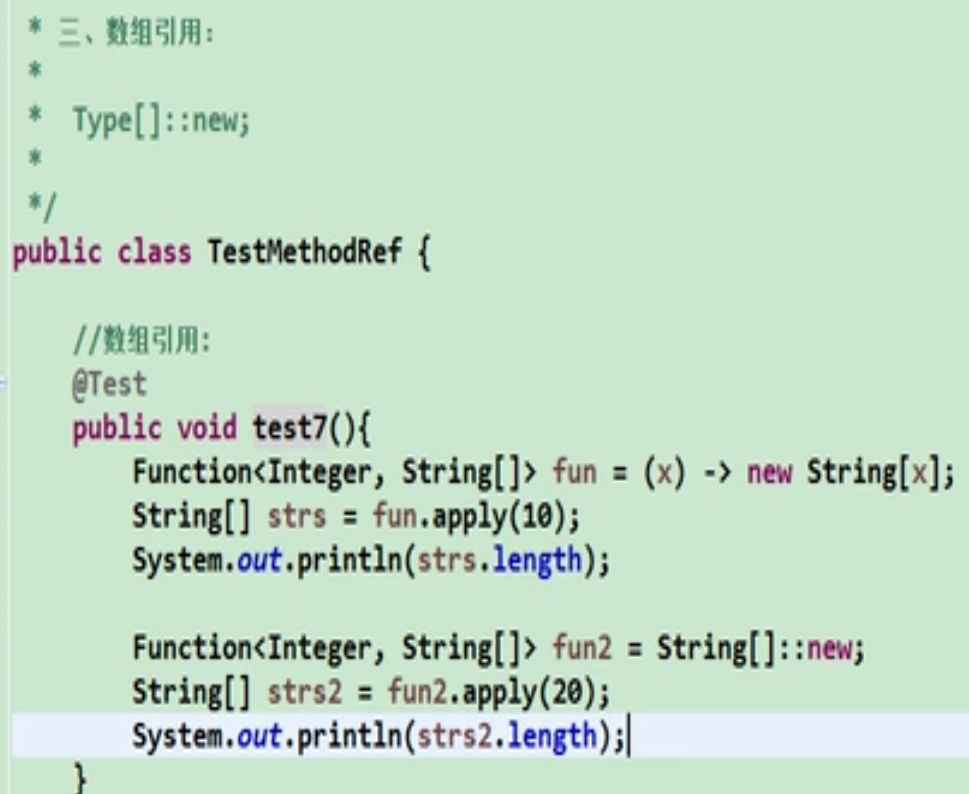 * 三、数组引用:
*
* Type[]::new;
*
*/
public class TestMethodRef {
//数组引用:
@Test
public void test7(){
Function<Integer, String[]> fun = (x) -> new String[x];
String[] strs = fun.apply(10);
System.out.println(strs.length);
Function<Integer, String[]> fun2 = String[]::new;
String[] strs2 = fun2.apply(20);
System.out.println(strs2.length);
}